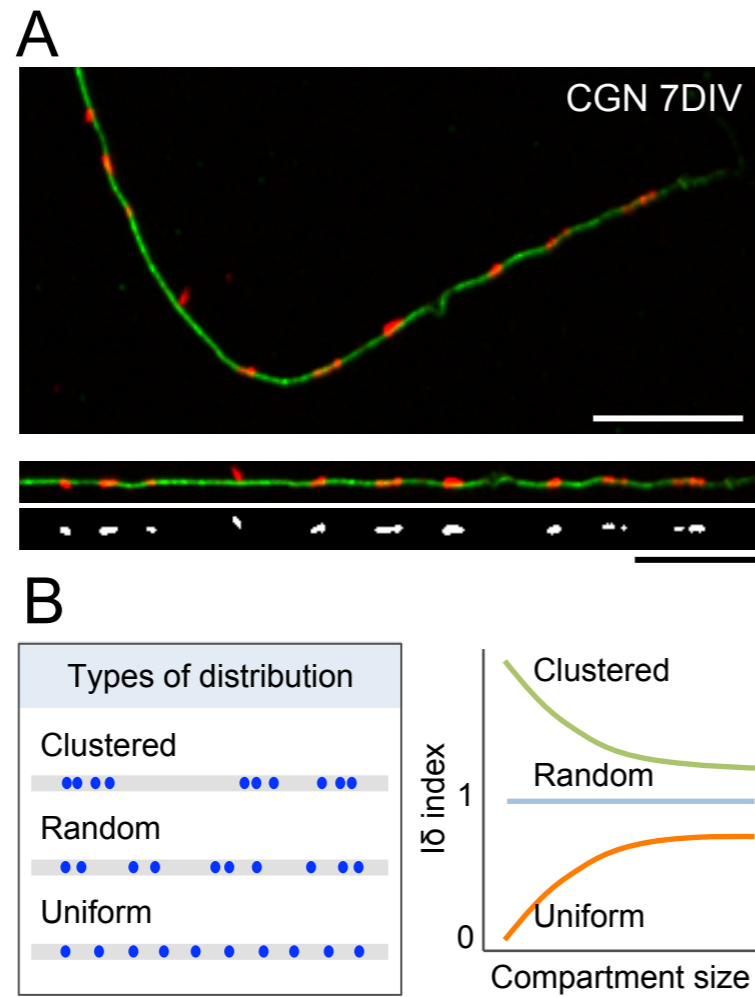 A
CGN 7DIV
B
Types of distribution
Clustered
Random
Uniform
Iδ index
1
0
Clustered
Random
Uniform
Compartment size